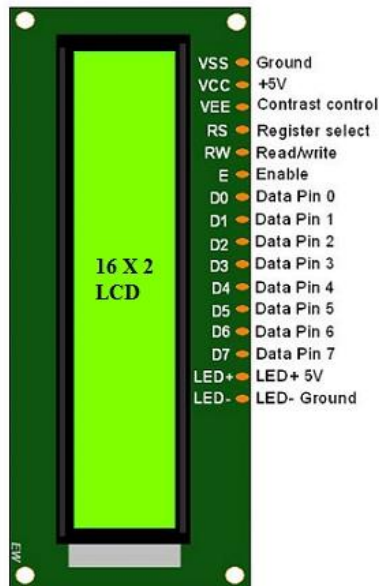 VSS Ground
VCC +5V
VEE Contrast control
RS Register select
RW Read/write
E Enable
D0 Data Pin 0
D1 Data Pin 1
D2 Data Pin 2
D3 Data Pin 3
D4 Data Pin 4
D5 Data Pin 5
D6 Data Pin 6
D7 Data Pin 7
LED+ LED+ 5V
LED- LED- Ground
16 X 2
LCD
EW